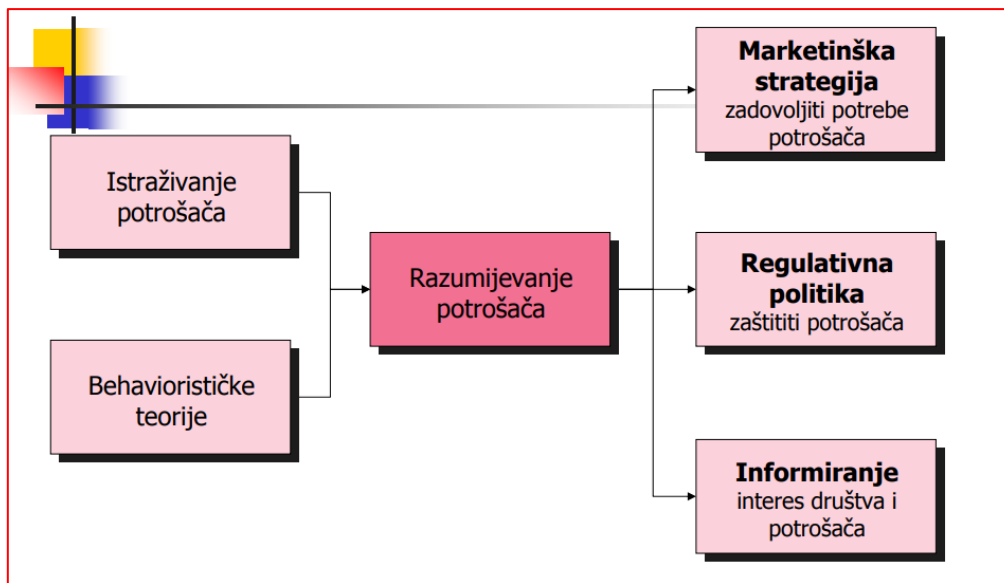 Istraživanje
potrošača
Behaviorističke
teorije
Razumijevanje
potrošača
Marketinška
strategija
zadovoljiti potrebe
potrošača
Regulativna
politika
zaštititi potrošača
Informiranje
interes društva i
potrošača